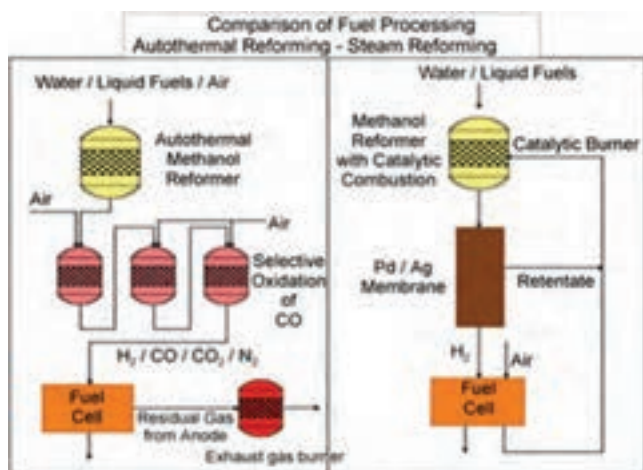 Comparison of Fuel Processing
Autothermal Reforming - Steam Reforming
Water / Liquid Fuels / Air
Autothermal
Methanol
Reformer
Air
Air
Selective
Oxidation
of
CO
H₂ / CO / CO₂ / N₂
Fuel
Cell
Residual Gas
from Anode
Exhaust gas burner
Water / Liquid Fuels
Methanol
Reformer
with Catalytic
Combustion
Catalytic Burner
Pd / Ag
Membrane
Retentate
H₂
Air
Fuel
Cell